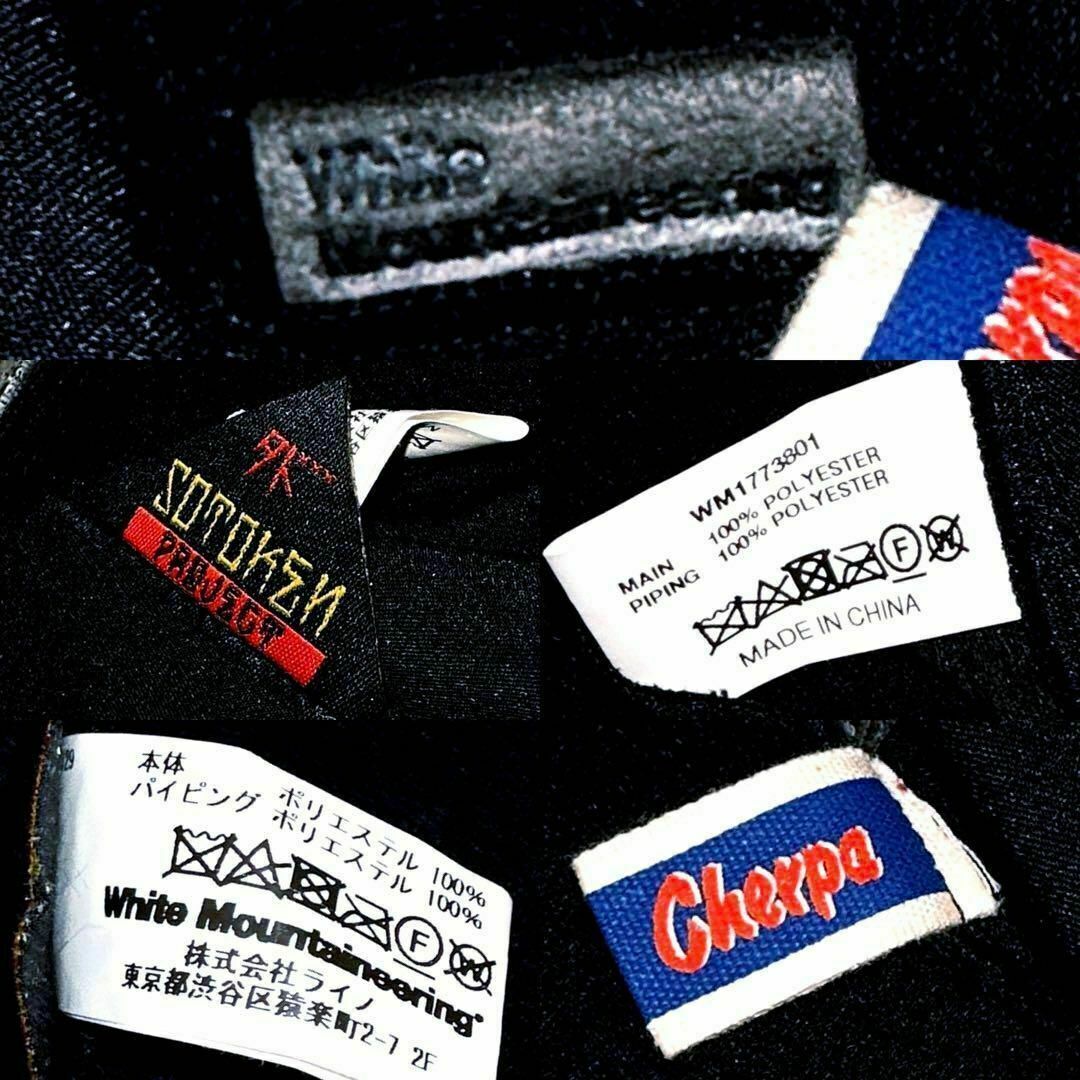 White
Mountaineering
外
SOTOKEN
PROJECT
WM1773801
MAIN 100% POLYESTER
PIPING 100% POLYESTER
F
W
MADE IN CHINA
本体 ポリエステル 100%
パイピング ポリエステル 100%
F
W
White Mountaineering®
株式会社ライノ
東京都渋谷区猿楽町2-7 2F
Cherpa